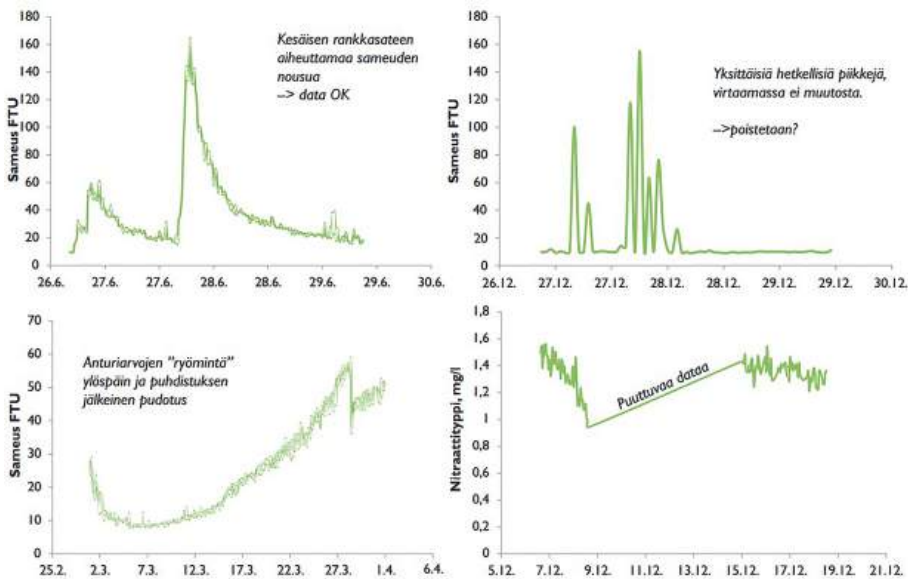 180
160
140
120
100
80
60
40
20
0
Sameus FTU
Kesäisen rankkasateen
aiheuttamaa sameuden
nousua
--> data OK
26.6. 27.6. 27.6. 28.6. 28.6. 29.6. 29.6. 30.6.
180
160
140
120
100
80
60
40
20
0
Sameus FTU
Yksittäisiä hetkellisiä piikkejä,
virtaamassa ei muutosta.
-->poistetaan?
26.12. 27.12. 27.12. 28.12. 28.12. 29.12. 29.12. 30.12.
70
60
50
40
30
20
10
0
Sameus FTU
Anturiarvojen "ryömintä"
ylöspäin ja puhdistuksen
jälkeinen pudotus
25.2. 2.3. 7.3. 12.3. 17.3. 22.3. 27.3. 1.4. 6.4.
1,8
1,6
1,4
1,2
1
0,8
0,6
0,4
0,2
0
Nitraattityppi, mg/l
Puuttuvaa dataa
5.12. 7.12. 9.12. 11.12. 13.12. 15.12. 17.12. 19.12. 21.12.